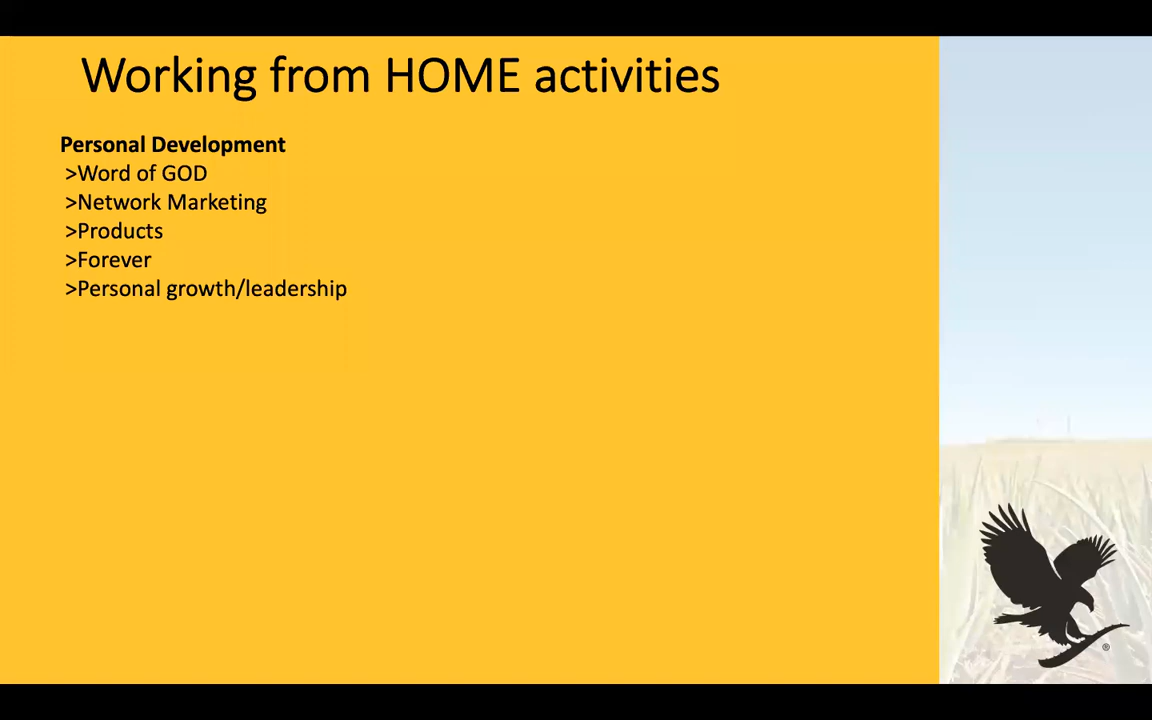 Working from HOME activities
Personal Development
>Word of GOD
>Network Marketing
>Products
>Forever
>Personal growth/leadership
®